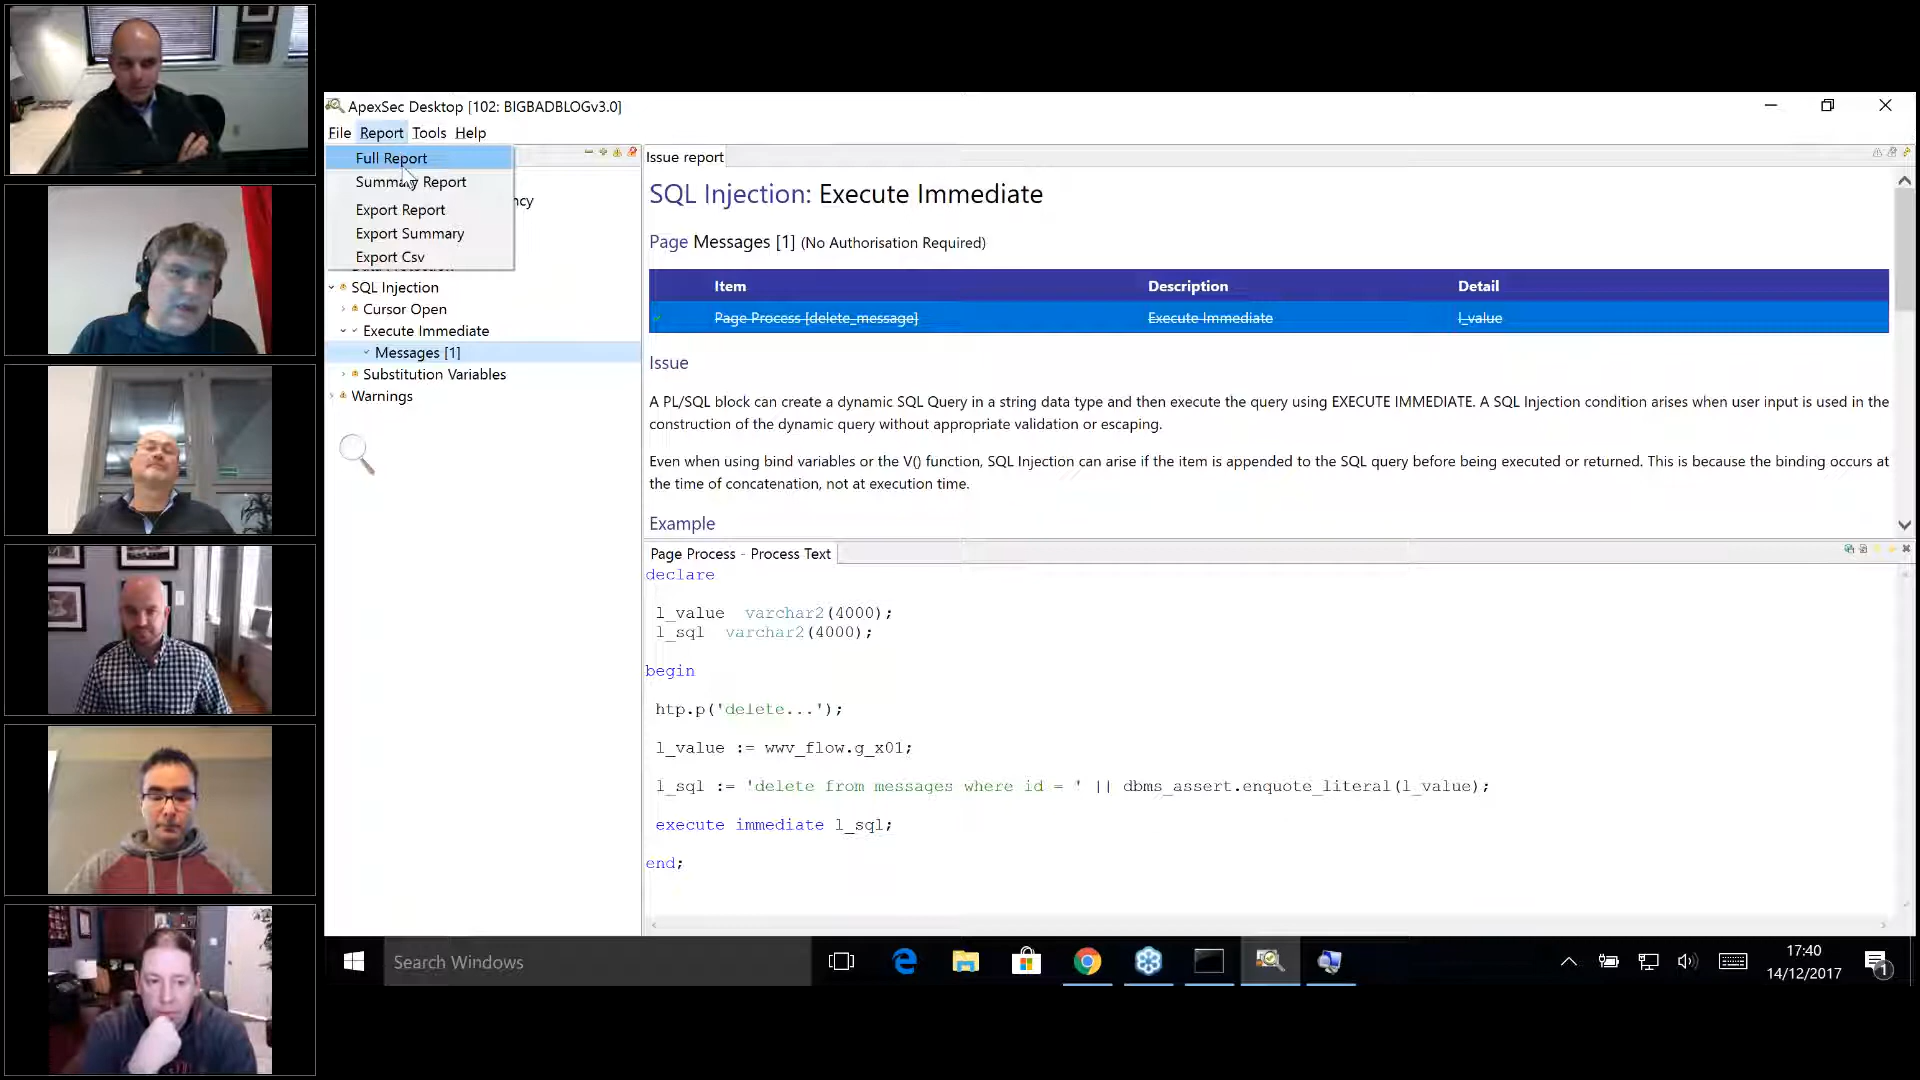 ApexSec Desktop [102: BIGBADBLOGv3.0]
File Report Tools Help
Full Report
Summary Report
Export Report
Export Summary
Export Csv
SQL Injection
Cursor Open
Execute Immediate
Messages [1]
Substitution Variables
Warnings
Issue report
SQL Injection: Execute Immediate
Page Messages [1] (No Authorisation Required)
Item Description Detail
Page Process [delete_message] Execute Immediate l_value
Issue
A PL/SQL block can create a dynamic SQL Query in a string data type and then execute the query using EXECUTE IMMEDIATE. A SQL Injection condition arises when user input is used in the
construction of the dynamic query without appropriate validation or escaping.
Even when using bind variables or the V() function, SQL Injection can arise if the item is appended to the SQL query before being executed or returned. This is because the binding occurs at
the time of concatenation, not at execution time.
Example
Page Process - Process Text
declare
l_value varchar2(4000);
l_sql varchar2(4000);
begin
htp.p('delete...');
l_value := wwv_flow.g_x01;
l_sql := 'delete from messages where id = ' || dbms_assert.enquote_literal(l_value);
execute immediate l_sql;
end;
Search Windows
17:40
14/12/2017
1